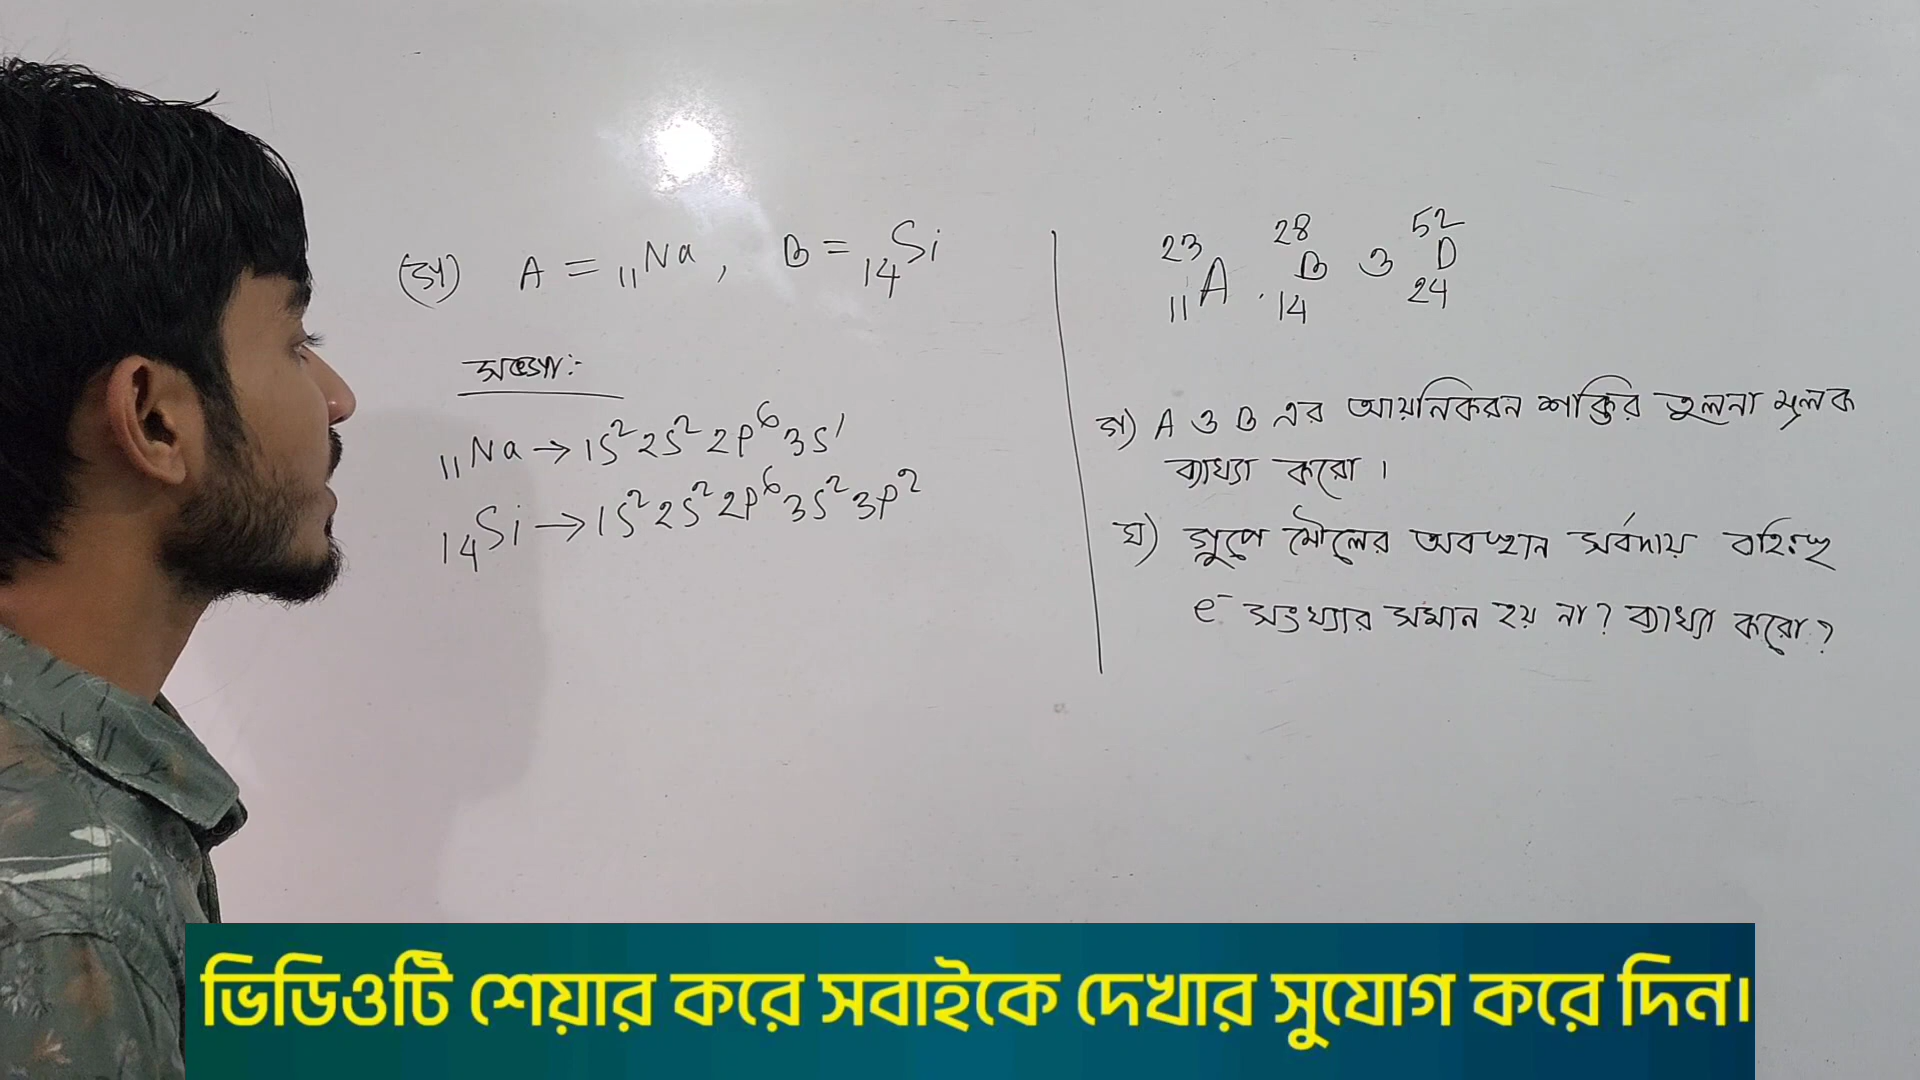 (গ) A = ₁₁Na, B = ₁₄Si
₁₁Na → 1s² 2s² 2p⁶ 3s¹
₁₄Si → 1s² 2s² 2p⁶ 3s² 3p²
²³₁₁A . ²⁸₁₄B ও ⁵²₂₄D
গ) A ও B এর আয়নিকরন শক্তির তুলনা মূলক
ব্যাখ্যা করো ।
ঘ) গ্রুপে মৌলের অবস্থান সর্বদায় বহিঃস্থ
e⁻ সংখ্যার সমান হয় না? ব্যাখ্যা করো?
ভিডিওটি শেয়ার করে সবাইকে দেখার সুযোগ করে দিন।